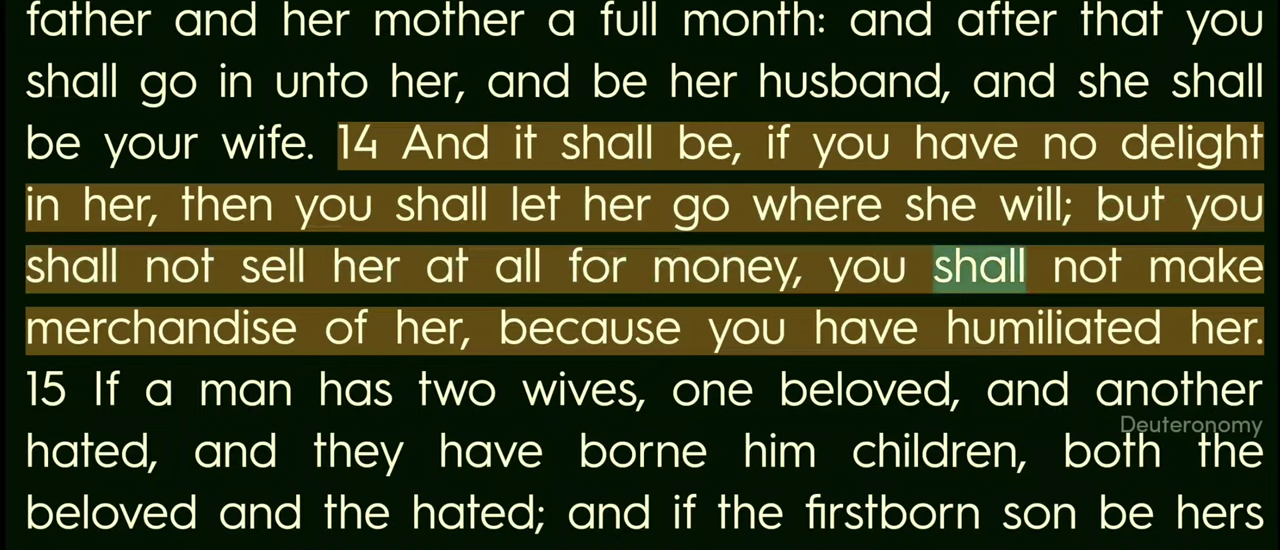 father and her mother a full month: and after that you
shall go in unto her, and be her husband, and she shall
be your wife. 14 And it shall be, if you have no delight
in her, then you shall let her go where she will; but you
shall not sell her at all for money, you shall not make
merchandise of her, because you have humiliated her.
15 If a man has two wives, one beloved, and another
Deuteronomy
hated, and they have borne him children, both the
beloved and the hated; and if the firstborn son be hers